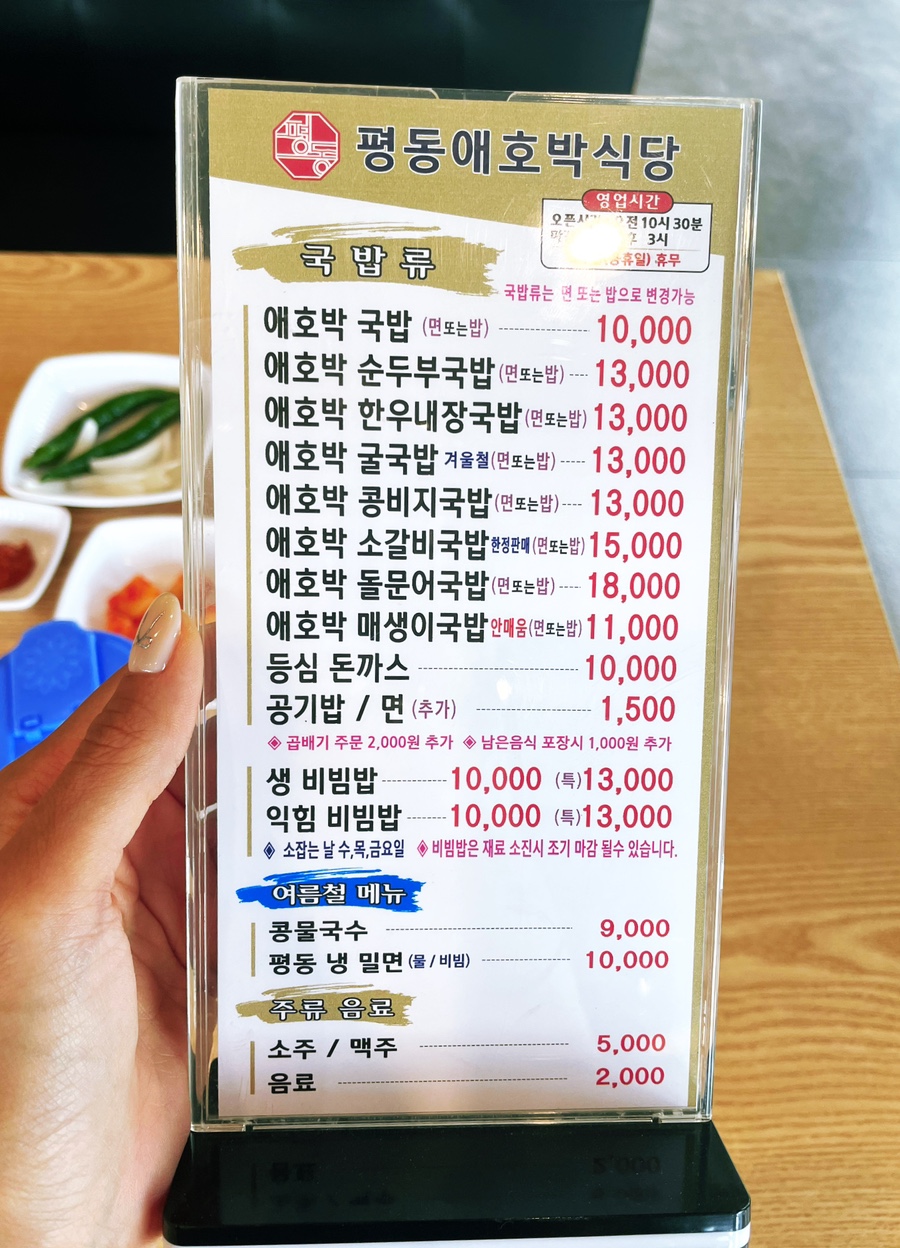 평동
평동애호박식당
영업시간
전 10시 30분
3시
휴무
국밥류
국밥류는 면 또는 밥으로 변경가능
애호박 국밥 (면또는밥) 10,000
애호박 순두부국밥 (면또는밥) 13,000
애호박 한우내장국밥 (면또는밥) 13,000
애호박 굴국밥 겨울철 (면또는밥) 13,000
애호박 콩비지국밥 (면또는밥) 13,000
애호박 소갈비국밥 한정판매 (면또는밥) 15,000
애호박 돌문어국밥 (면또는밥) 18,000
애호박 매생이국밥 안매움 (면또는밥) 11,000
등심 돈까스 10,000
공기밥 / 면 (추가) 1,500
◈ 곱배기 주문 2,000원 추가 ◈ 남은음식 포장시 1,000원 추가
생 비빔밥 10,000 (특)13,000
익힘 비빔밥 10,000 (특)13,000
◈ 소잡는 날 수,목,금요일 ◈ 비빔밥은 재료 소진시 조기 마감 될수 있습니다.
여름철 메뉴
콩물국수 9,000
평동 냉 밀면 (물 / 비빔) 10,000
주류 음료
소주 / 맥주 5,000
음료 2,000